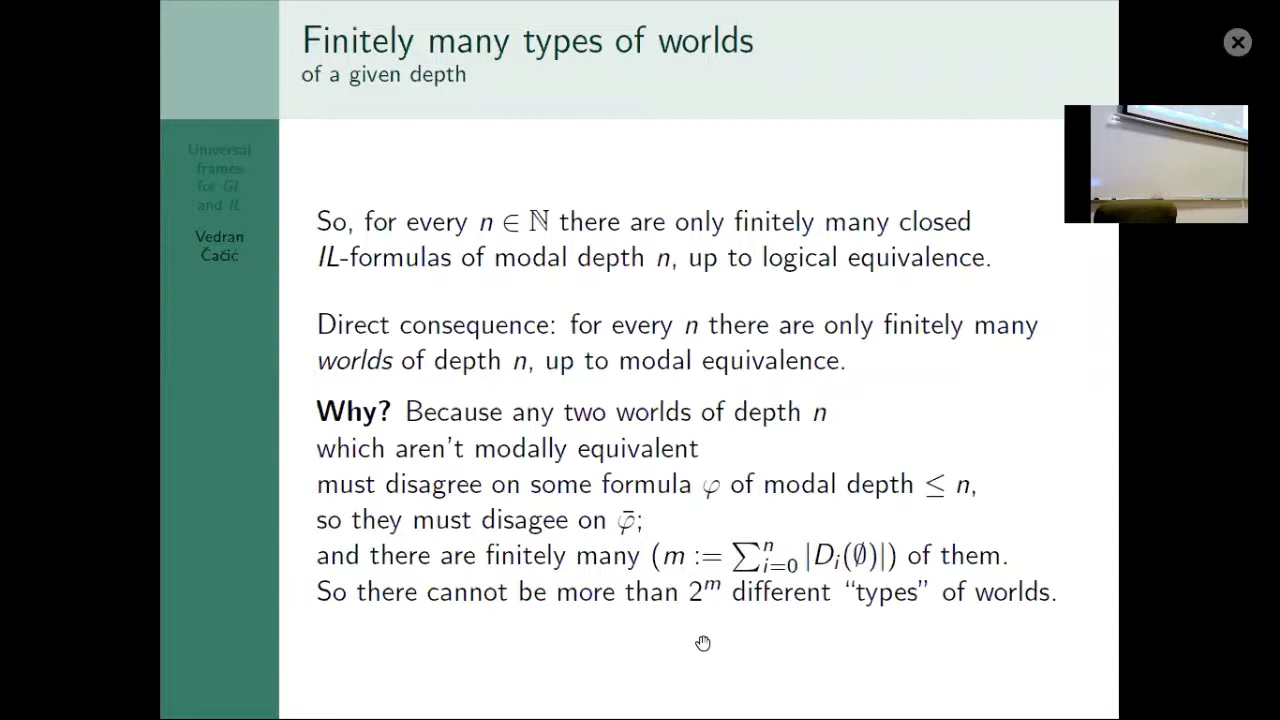 Finitely many types of worlds
of a given depth
Universal
frames
for GL
and IL
Vedran
Čačić
So, for every n ∈ ℕ there are only finitely many closed
IL-formulas of modal depth n, up to logical equivalence.
Direct consequence: for every n there are only finitely many
worlds of depth n, up to modal equivalence.
Why? Because any two worlds of depth n
which aren't modally equivalent
must disagree on some formula φ of modal depth ≤ n,
so they must disagee on φ̄;
and there are finitely many (m := ∑ⁿᵢ₌₀ |Dᵢ(∅)|) of them.
So there cannot be more than 2ᵐ different “types” of worlds.